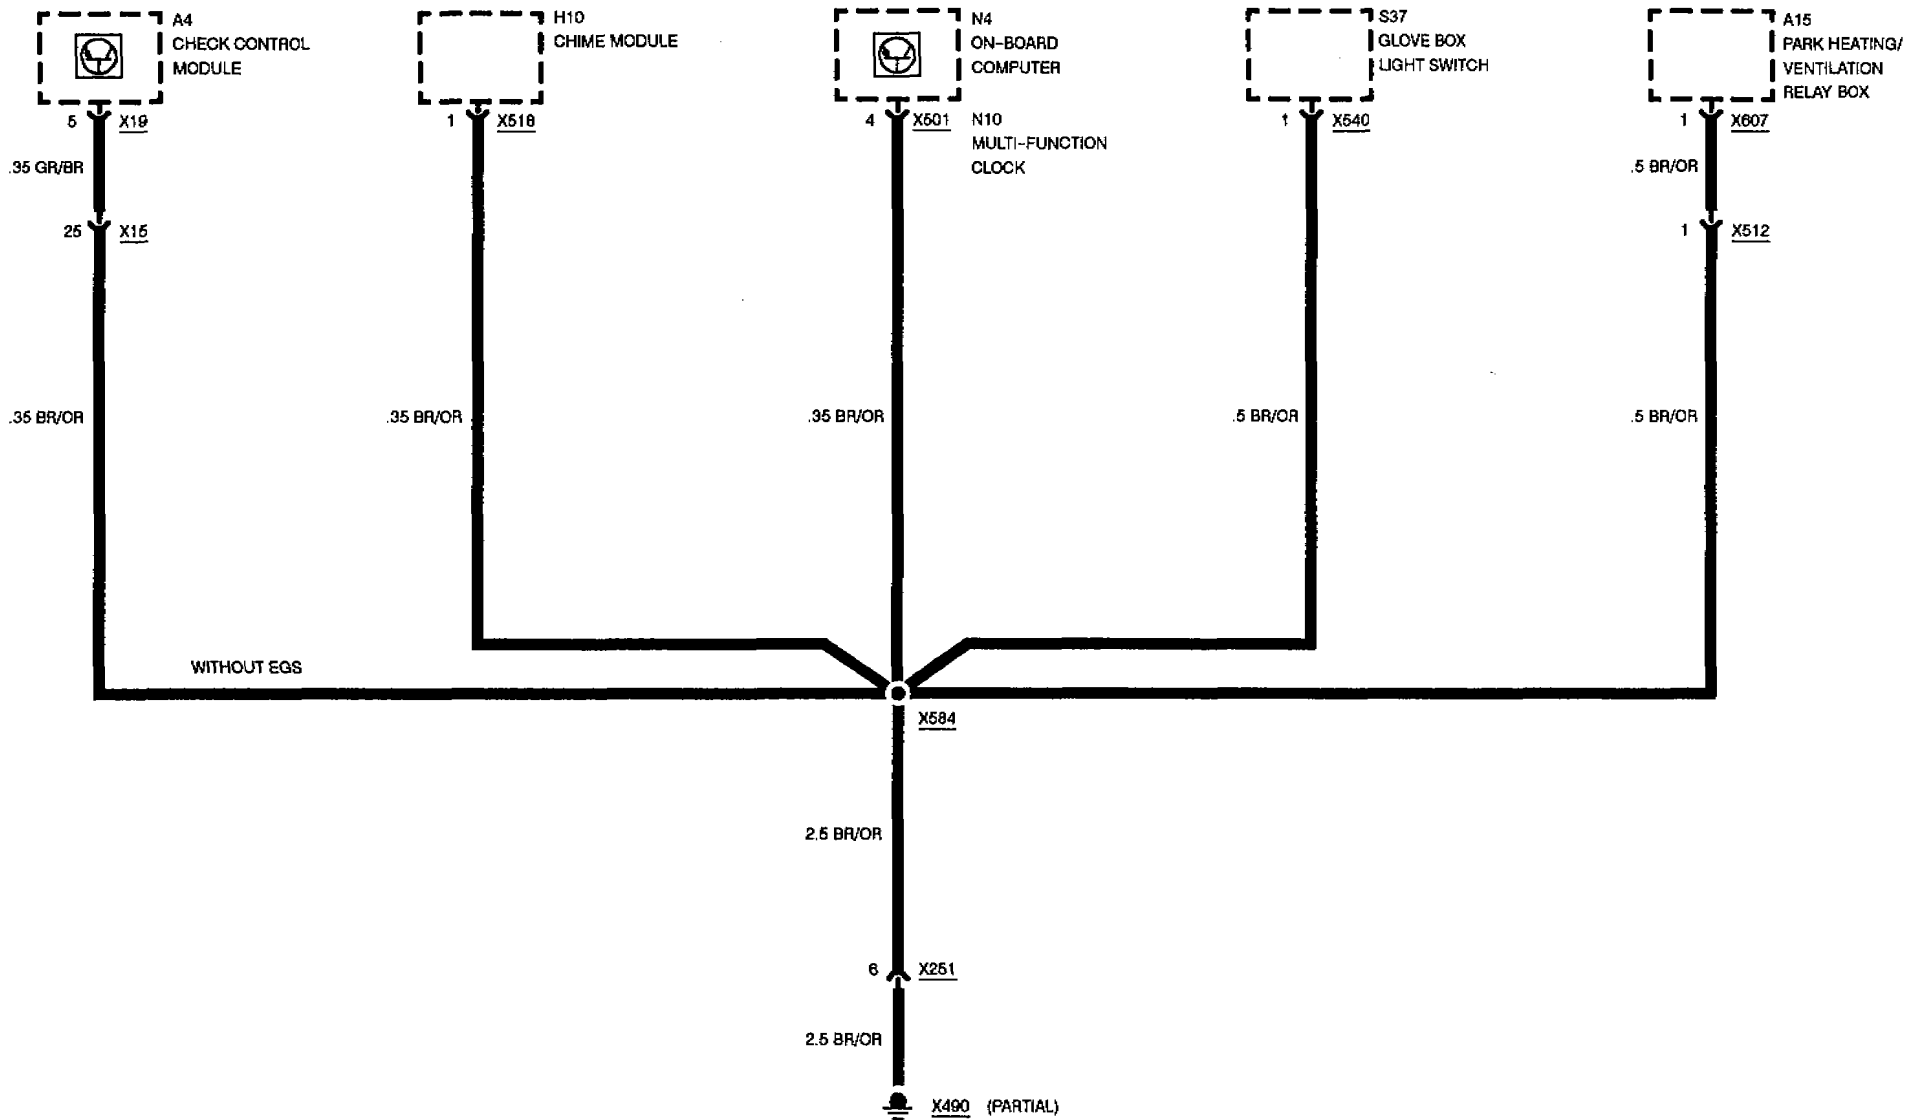 A4
CHECK CONTROL
MODULE
H10
CHIME MODULE
N4
ON-BOARD
COMPUTER
S37
GLOVE BOX
LIGHT SWITCH
A15
PARK HEATING/
VENTILATION
RELAY BOX
5 X19
1 X518
4 X501
N10
MULTI-FUNCTION
CLOCK
1 X540
1 X607
.35 GR/BR
.5 BR/OR
25 X15
1 X512
.35 BR/OR
.35 BR/OR
.35 BR/OR
.5 BR/OR
.5 BR/OR
WITHOUT EGS
X584
2.5 BR/OR
6 X251
2.5 BR/OR
X490 (PARTIAL)